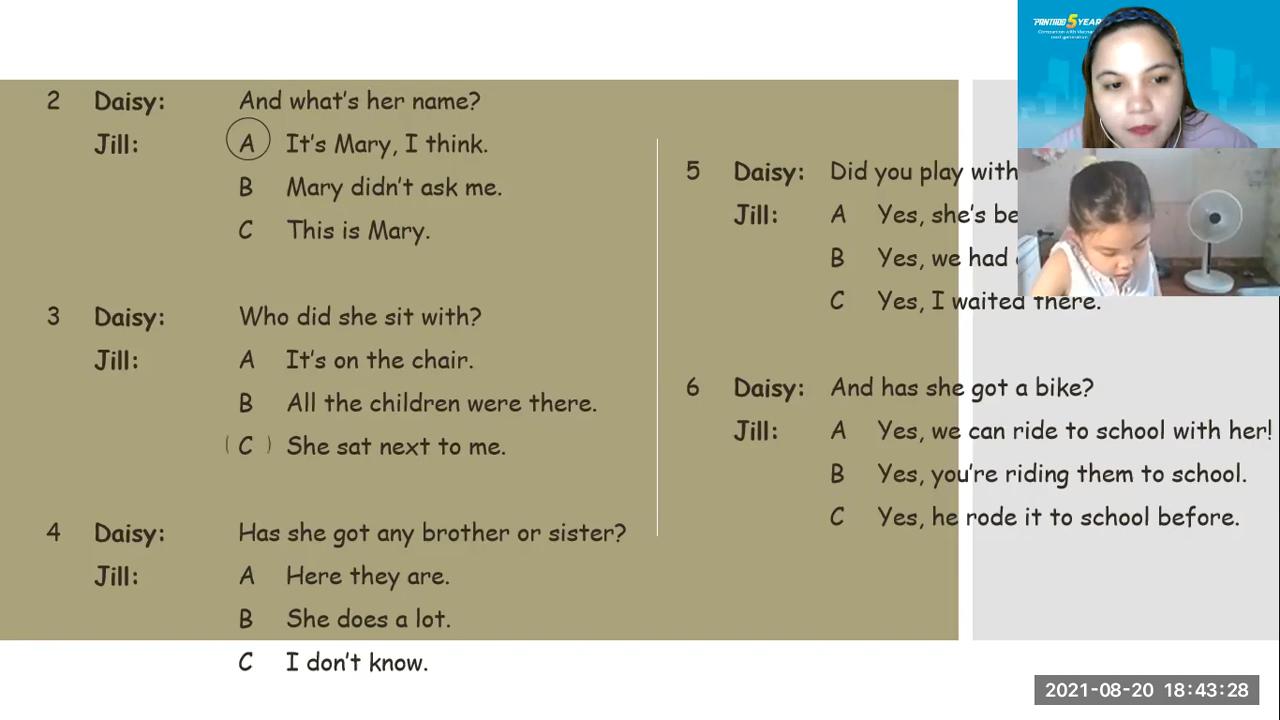 PANTADO 5 YEAR
2 Daisy: And what's her name?
Jill: A It's Mary, I think.
B Mary didn't ask me.
C This is Mary.
3 Daisy: Who did she sit with?
Jill: A It's on the chair.
B All the children were there.
( C ) She sat next to me.
4 Daisy: Has she got any brother or sister?
Jill: A Here they are.
B She does a lot.
C I don't know.
5 Daisy: Did you play with
Jill: A Yes, she's be
B Yes, we had
C Yes, I waited there.
6 Daisy: And has she got a bike?
Jill: A Yes, we can ride to school with her!
B Yes, you're riding them to school.
C Yes, he rode it to school before.
2021-08-20 18:43:28